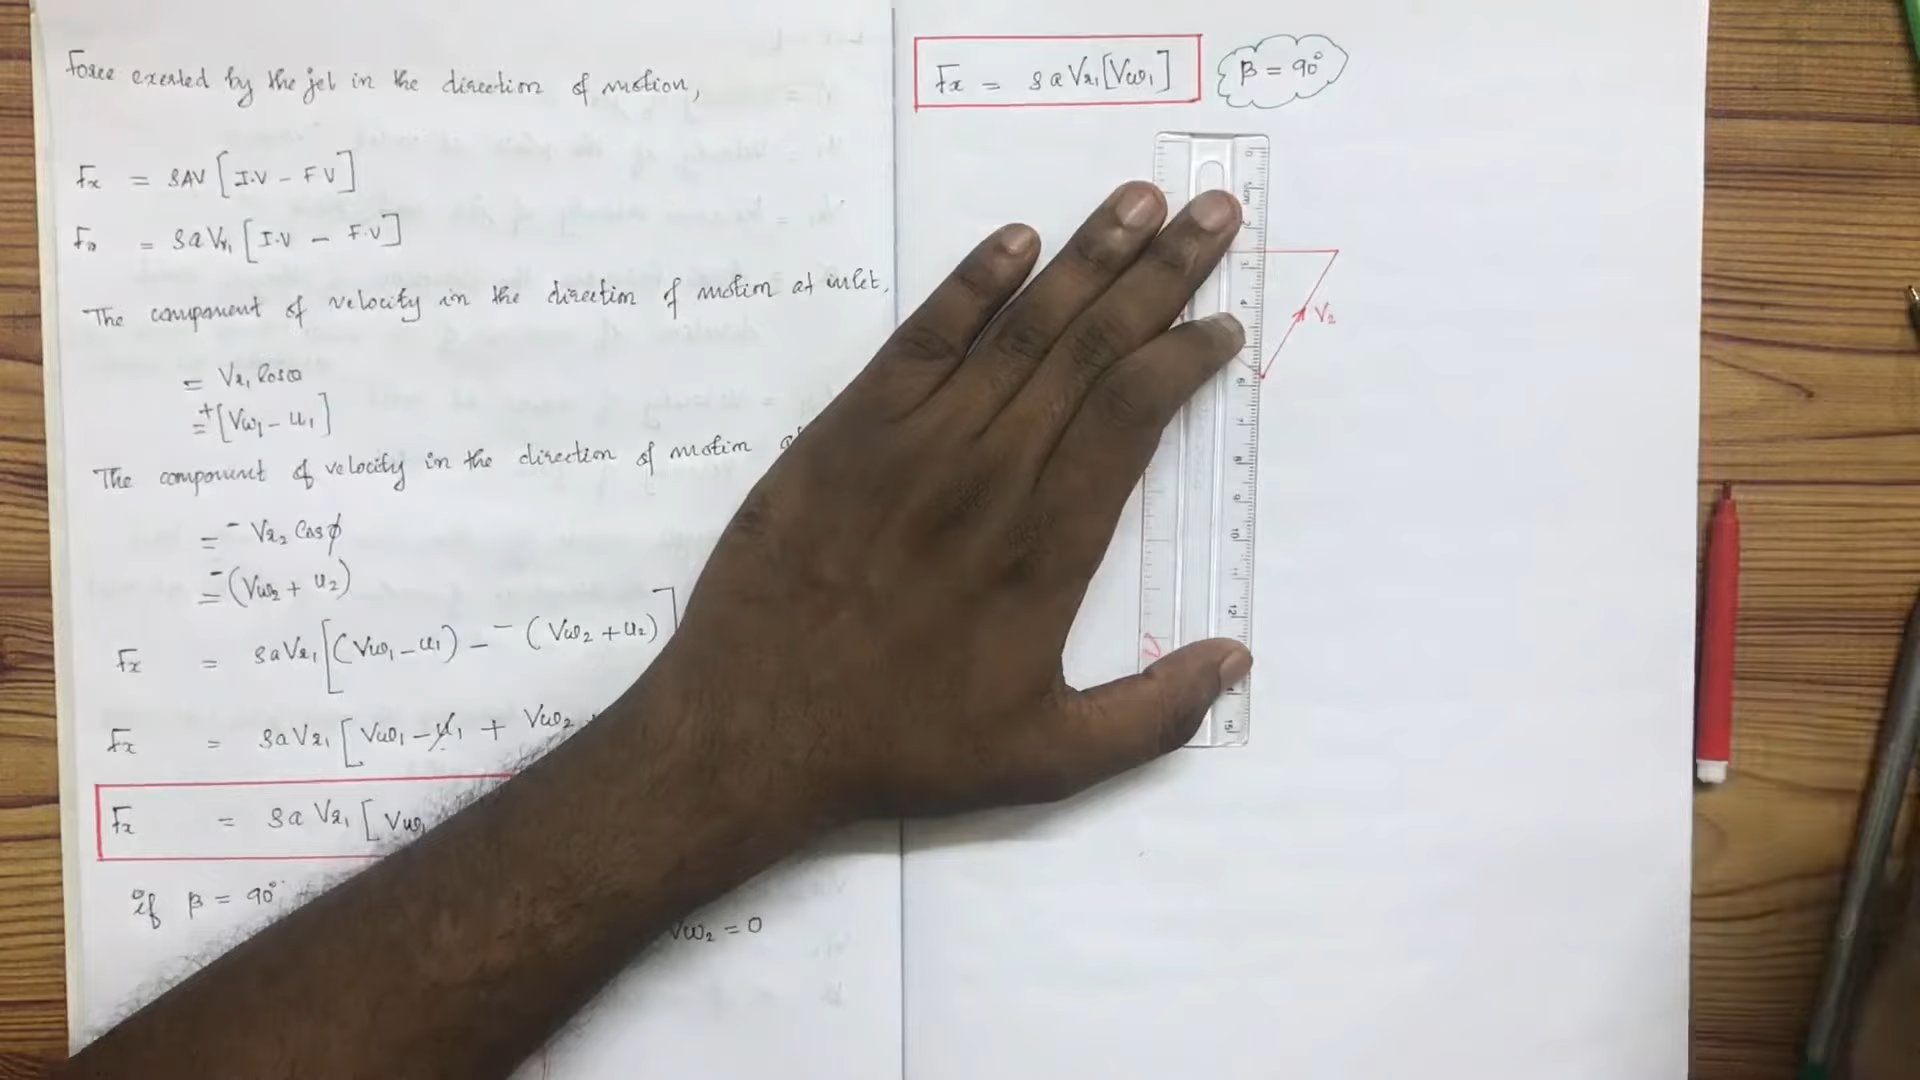 Force exerted by the jet in the direction of motion,
Fx = ρAV [I.V - F V]
Fx = ρaVr₁ [I.V - F.V]
The component of velocity in the direction of motion at inlet,
= Vr₁ Cosθ
= +[Vw₁ - u₁]
The component of velocity in the direction of motion
= - Vr₂ Cosϕ
= -(Vw₂ + u₂)
Fx = ρaVr₁ [(Vw₁ - u₁) - -(Vw₂ + u₂)]
Fx = ρaVr₁ [Vw₁ - u₁ + Vw₂
Fx = ρa Vr₁ [Vw₁
if β = 90°
Vw₂ = 0
Fx = ρaVr₁[Vw₁]
β = 90°
V₂